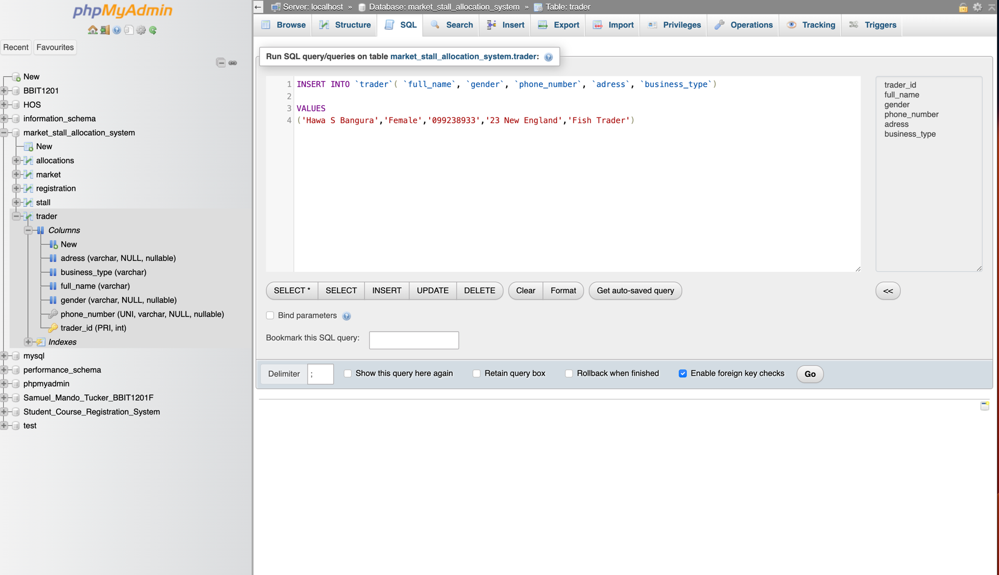 phpMyAdmin
Recent
Favourites
New
BBIT1201
HOS
information_schema
market_stall_allocation_system
New
allocations
market
registration
stall
trader
Columns
New
adress (varchar, NULL, nullable)
business_type (varchar)
full_name (varchar)
gender (varchar, NULL, nullable)
phone_number (UNI, varchar, NULL, nullable)
trader_id (PRI, int)
Indexes
mysql
performance_schema
phpmyadmin
Samuel_Mando_Tucker_BBIT1201F
Student_Course_Registration_System
test
Server: localhost » Database: market_stall_allocation_system » Table: trader
Browse Structure SQL Search Insert Export Import Privileges Operations Tracking Triggers
Run SQL query/queries on table market_stall_allocation_system.trader:
1 INSERT INTO `trader`( `full_name`, `gender`, `phone_number`, `adress`, `business_type`)
2
3 VALUES
4 ('Hawa S Bangura','Female','099238933','23 New England','Fish Trader')
trader_id
full_name
gender
phone_number
adress
business_type
SELECT * SELECT INSERT UPDATE DELETE Clear Format Get auto-saved query <<
Bind parameters
Bookmark this SQL query:
Delimiter ; Show this query here again Retain query box Rollback when finished Enable foreign key checks Go